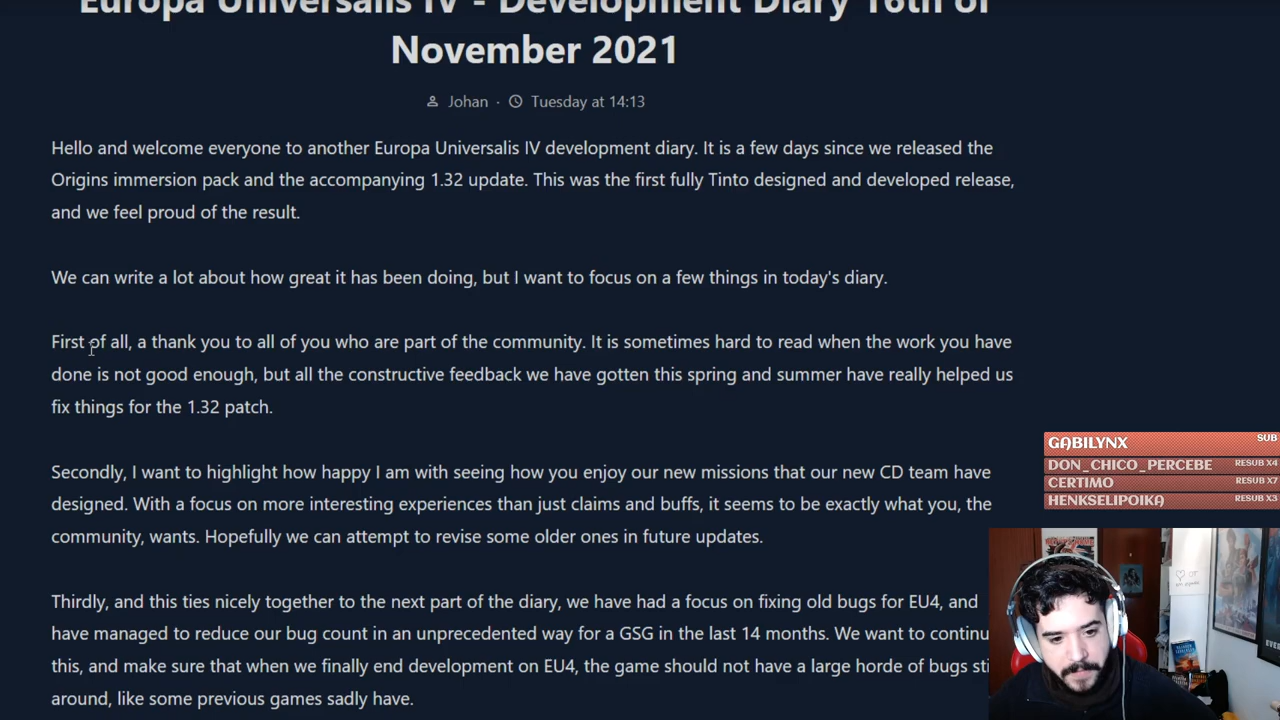 Europa Universalis IV - Development Diary 16th of
November 2021
Johan · Tuesday at 14:13
Hello and welcome everyone to another Europa Universalis IV development diary. It is a few days since we released the
Origins immersion pack and the accompanying 1.32 update. This was the first fully Tinto designed and developed release,
and we feel proud of the result.
We can write a lot about how great it has been doing, but I want to focus on a few things in today's diary.
First of all, a thank you to all of you who are part of the community. It is sometimes hard to read when the work you have
done is not good enough, but all the constructive feedback we have gotten this spring and summer have really helped us
fix things for the 1.32 patch.
Secondly, I want to highlight how happy I am with seeing how you enjoy our new missions that our new CD team have
designed. With a focus on more interesting experiences than just claims and buffs, it seems to be exactly what you, the
community, wants. Hopefully we can attempt to revise some older ones in future updates.
Thirdly, and this ties nicely together to the next part of the diary, we have had a focus on fixing old bugs for EU4, and
have managed to reduce our bug count in an unprecedented way for a GSG in the last 14 months. We want to continu
this, and make sure that when we finally end development on EU4, the game should not have a large horde of bugs sti
around, like some previous games sadly have.
GABILYNX SUB
DON_CHICO_PERCEBE RESUB X4
CERTIMO RESUB X7
HENKSELIPOIKA RESUB X3